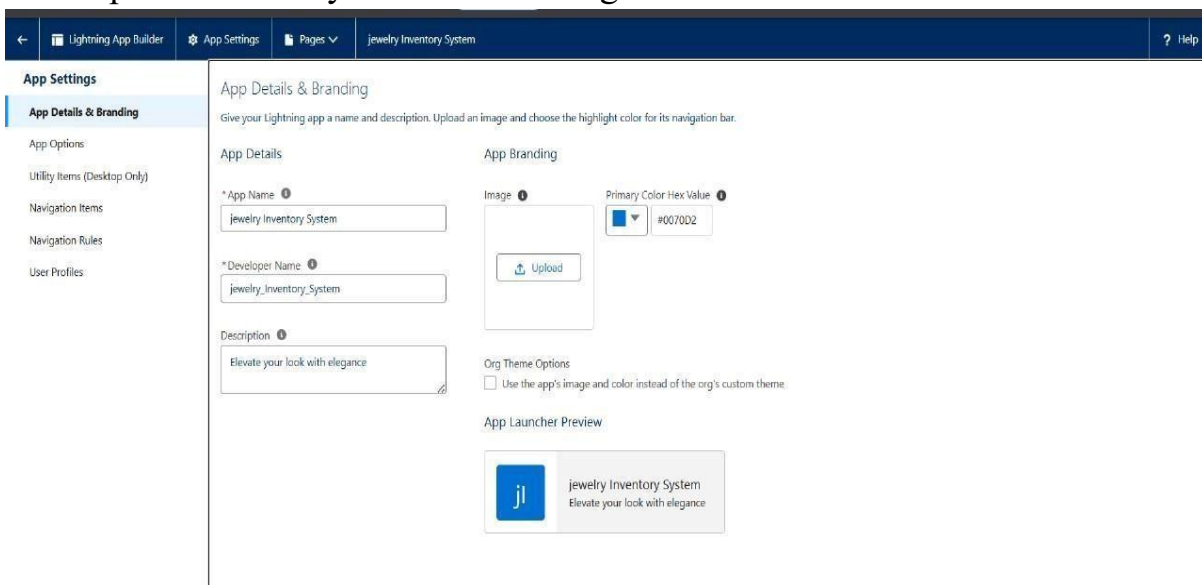 ← Lightning App Builder App Settings Pages jewelry Inventory System ? Help
App Settings
App Details & Branding
App Options
Utility Items (Desktop Only)
Navigation Items
Navigation Rules
User Profiles
App Details & Branding
Give your Lightning app a name and description. Upload an image and choose the highlight color for its navigation bar.
App Details
*App Name
jewelry Inventory System
*Developer Name
jewelry_Inventory_System
Description
Elevate your look with elegance
App Branding
Image
Upload
Primary Color Hex Value
#0070D2
Org Theme Options
Use the app's image and color instead of the org's custom theme
App Launcher Preview
jI
jewelry Inventory System
Elevate your look with elegance